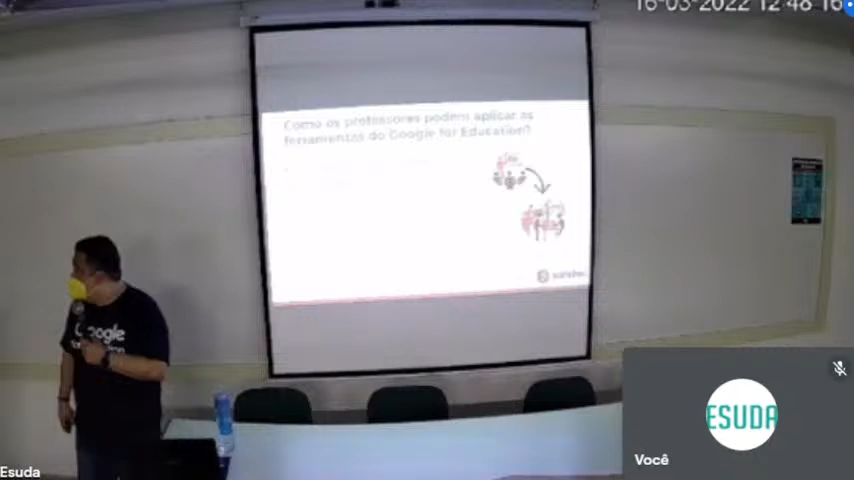 16-03-2022 12:48:16
Como os professores podem aplicar as
ferramentas do Google for Education?
Google
ESUDA
Você
Esuda